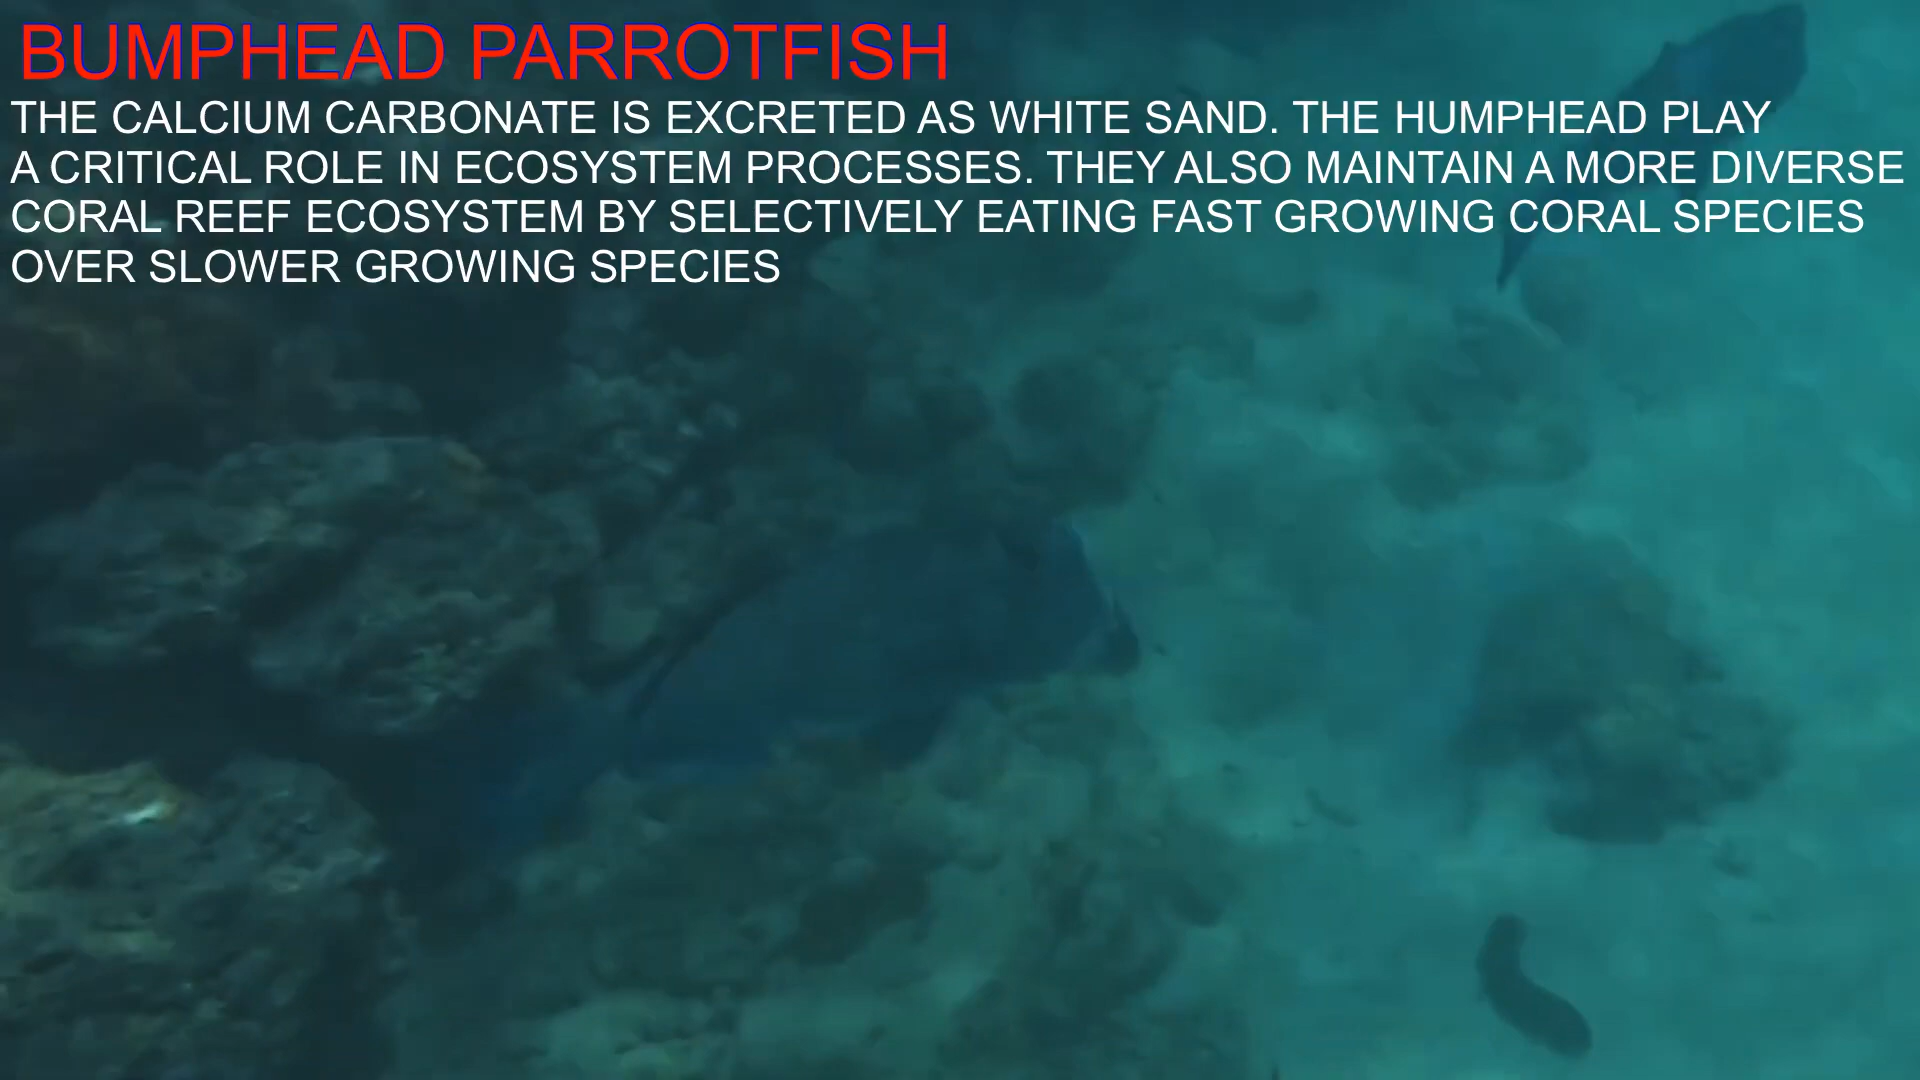 BUMPHEAD PARROTFISH
THE CALCIUM CARBONATE IS EXCRETED AS WHITE SAND. THE HUMPHEAD PLAY
A CRITICAL ROLE IN ECOSYSTEM PROCESSES. THEY ALSO MAINTAIN A MORE DIVERSE
CORAL REEF ECOSYSTEM BY SELECTIVELY EATING FAST GROWING CORAL SPECIES
OVER SLOWER GROWING SPECIES